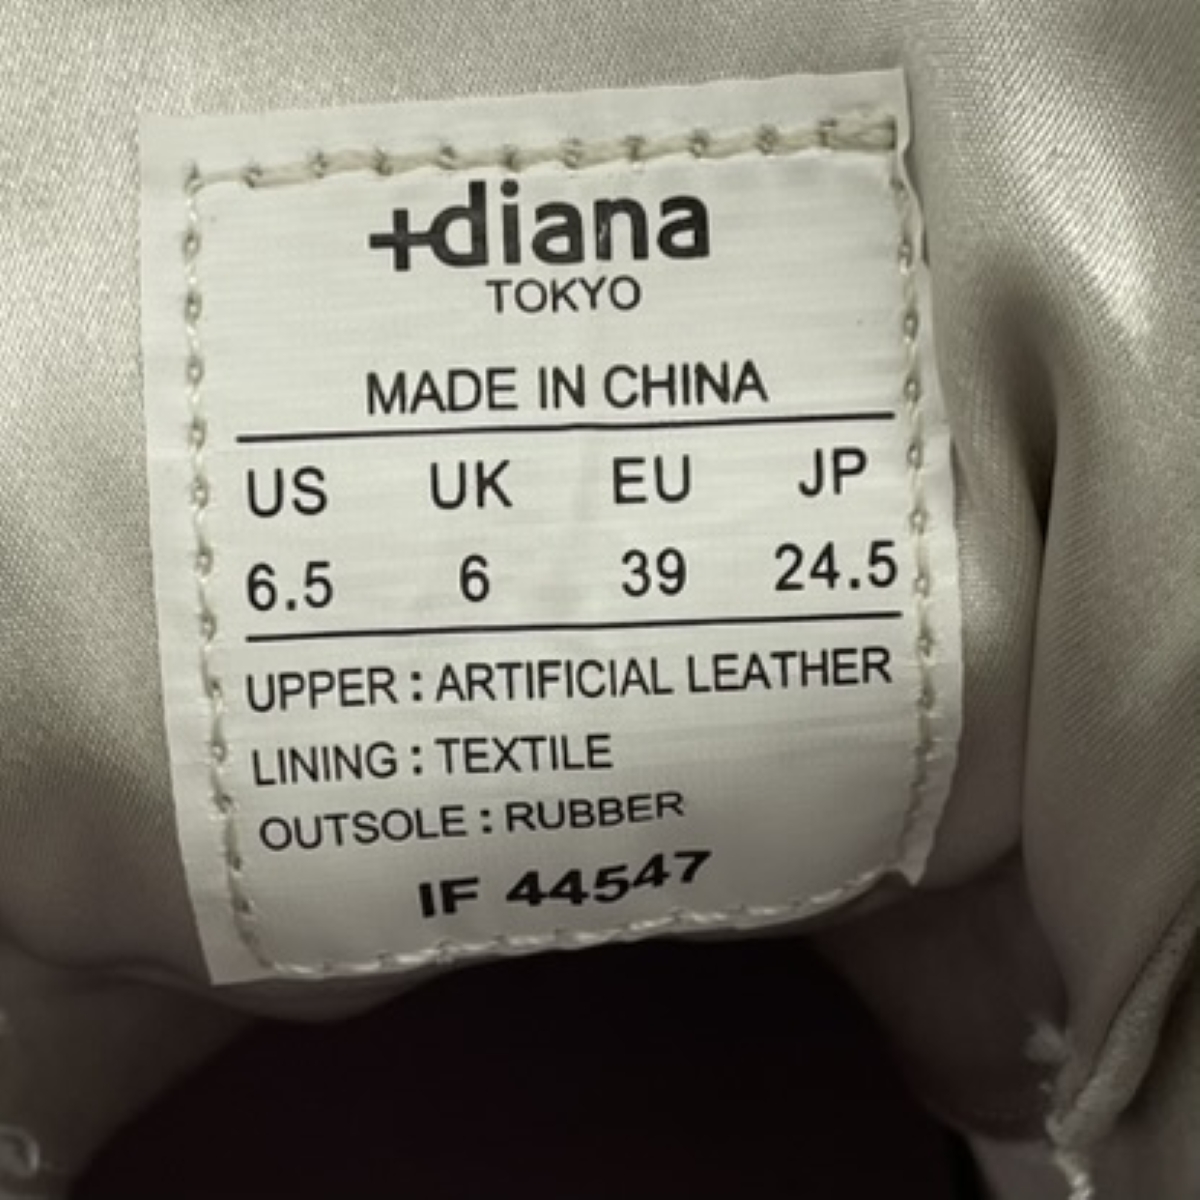 +diana
TOKYO
MADE IN CHINA
US UK EU JP
6.5 6 39 24.5
UPPER : ARTIFICIAL LEATHER
LINING : TEXTILE
OUTSOLE : RUBBER
IF 44547